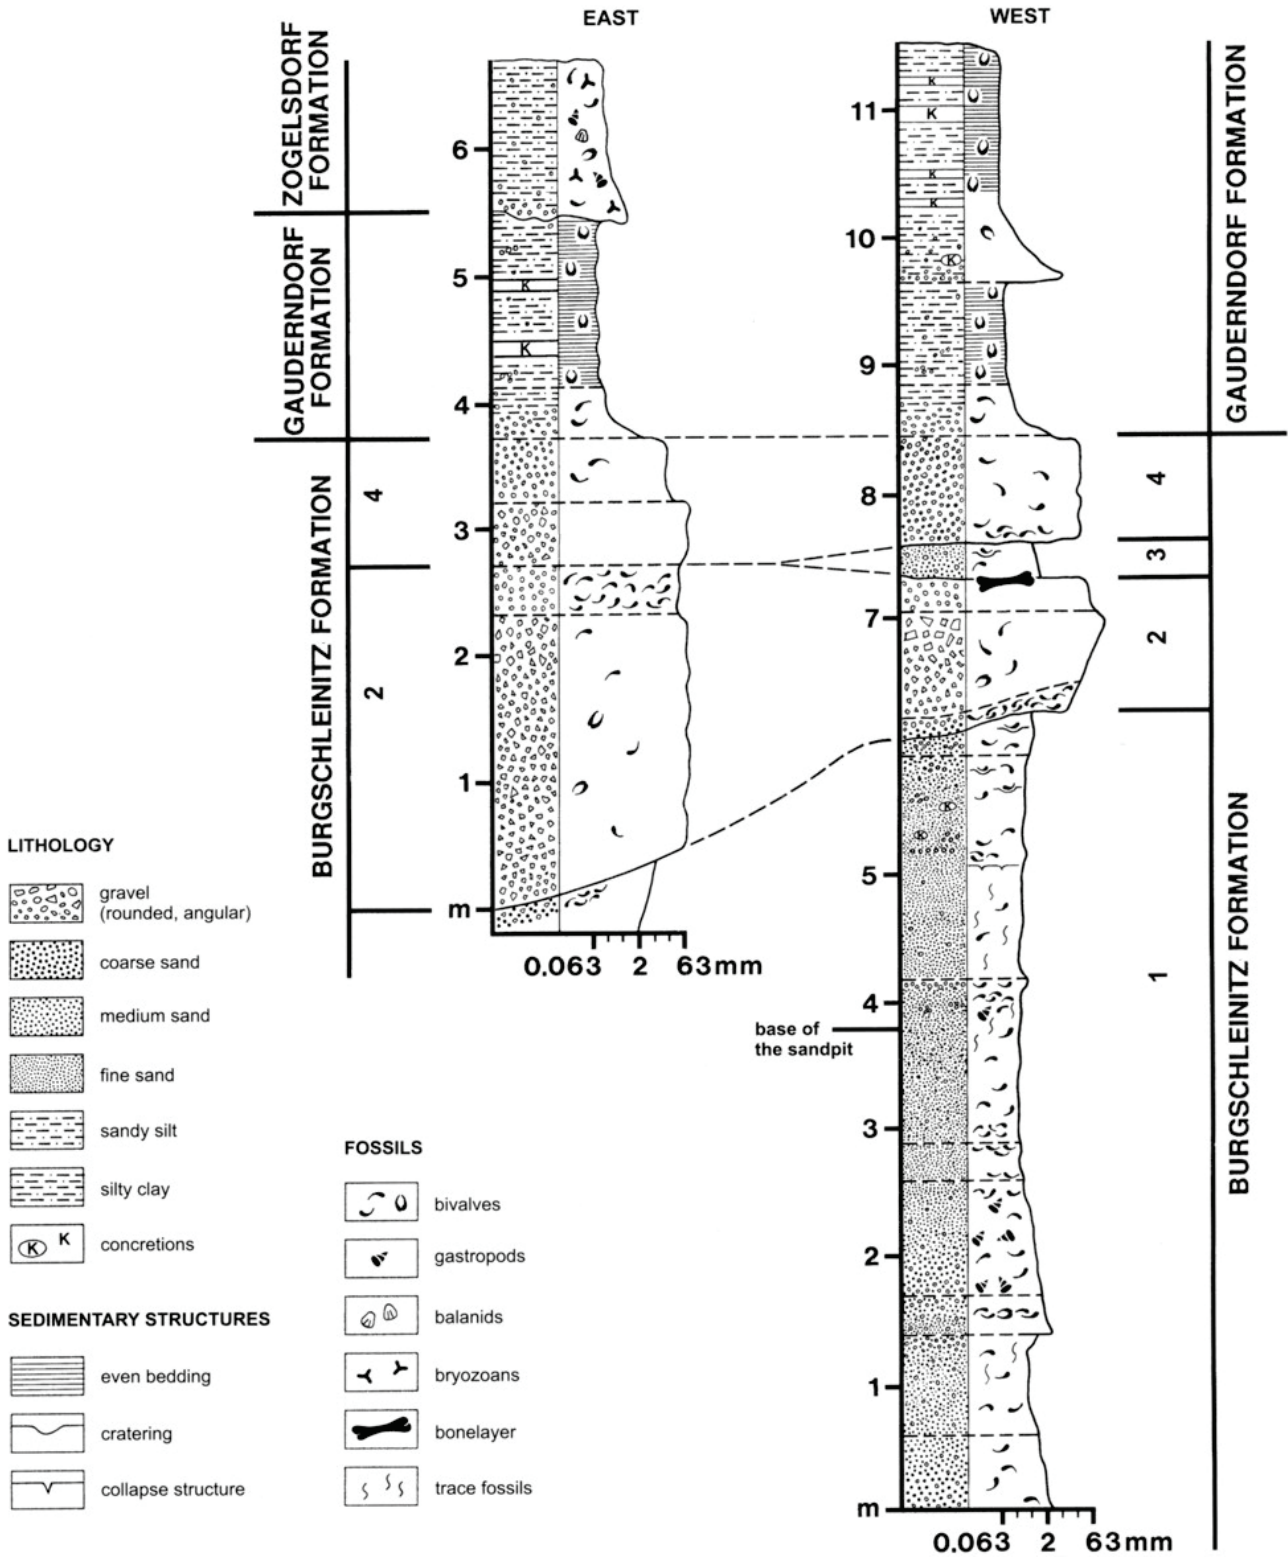 EAST
WEST
ZOGELSDORF
FORMATION
GAUDERNDORF
FORMATION
BURGSCHLEINITZ FORMATION
4
2
6
5
4
3
2
1
m
K
K
0.063 2 63mm
11
10
9
8
7
5
4
3
2
1
m
K
K
K
K
K
K
K
base of
the sandpit
0.063 2 63mm
GAUDERNDORF FORMATION
4
3
2
1
BURGSCHLEINITZ FORMATION
LITHOLOGY
gravel
(rounded, angular)
coarse sand
medium sand
fine sand
sandy silt
silty clay
K K
concretions
SEDIMENTARY STRUCTURES
even bedding
cratering
collapse structure
FOSSILS
bivalves
gastropods
balanids
bryozoans
bonelayer
trace fossils